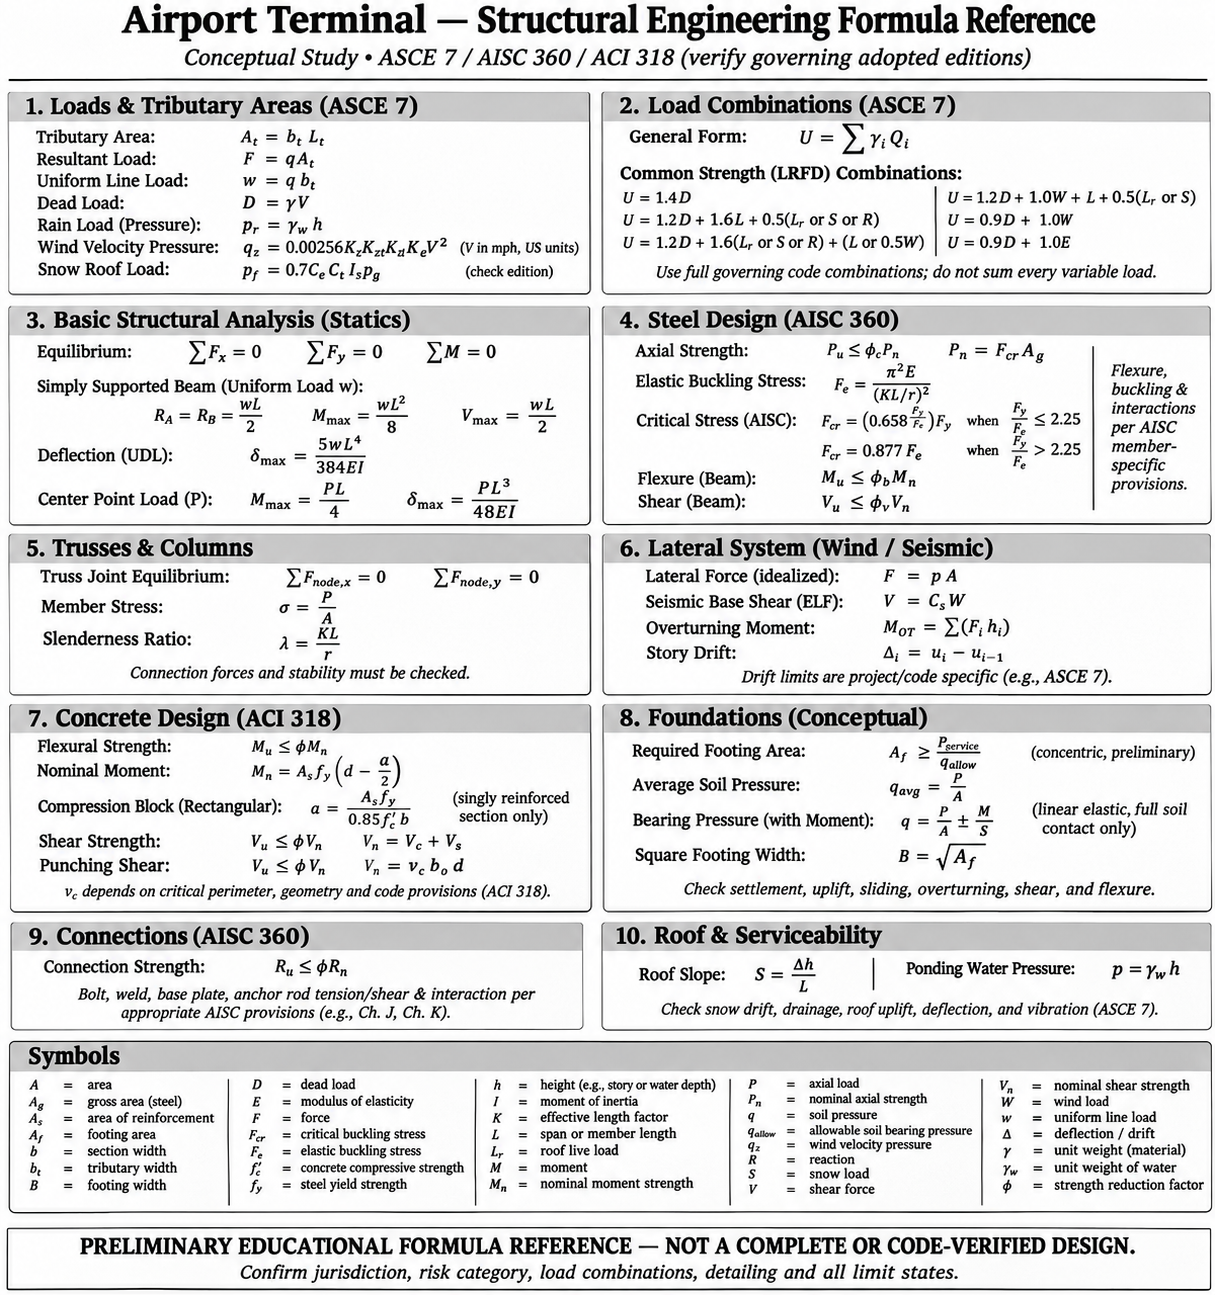 Airport Terminal — Structural Engineering Formula Reference
Conceptual Study • ASCE 7 / AISC 360 / ACI 318 (verify governing adopted editions)
1. Loads & Tributary Areas (ASCE 7)
Tributary Area: A_t = b_t L_t
Resultant Load: F = qA_t
Uniform Line Load: w = q b_t
Dead Load: D = γV
Rain Load (Pressure): p_r = γ_w h
Wind Velocity Pressure: q_z = 0.00256K_zK_ztK_dK_eV² (V in mph, US units)
Snow Roof Load: p_f = 0.7C_e C_t I_s p_g (check edition)
2. Load Combinations (ASCE 7)
General Form: U = ∑ γ_i Q_i
Common Strength (LRFD) Combinations:
U = 1.4D
U = 1.2D + 1.6L + 0.5(L_r or S or R)
U = 1.2D + 1.6(L_r or S or R) + (L or 0.5W)
U = 1.2D + 1.0W + L + 0.5(L_r or S)
U = 0.9D + 1.0W
U = 0.9D + 1.0E
Use full governing code combinations; do not sum every variable load.
3. Basic Structural Analysis (Statics)
Equilibrium: ∑F_x = 0 ∑F_y = 0 ∑M = 0
Simply Supported Beam (Uniform Load w):
R_A = R_B = wL/2 M_max = wL²/8 V_max = wL/2
Deflection (UDL): δ_max = 5wL⁴/384EI
Center Point Load (P): M_max = PL/4 δ_max = PL³/48EI
4. Steel Design (AISC 360)
Axial Strength: P_u ≤ ϕ_cP_n P_n = F_cr A_g
Elastic Buckling Stress: F_e = π²E/(KL/r)²
Critical Stress (AISC): F_cr = (0.658^(F_y/F_e))F_y when F_y/F_e ≤ 2.25
F_cr = 0.877 F_e when F_y/F_e > 2.25
Flexure (Beam): M_u ≤ ϕ_bM_n
Shear (Beam): V_u ≤ ϕ_vV_n
Flexure,
buckling &
interactions
per AISC
member-
specific
provisions.
5. Trusses & Columns
Truss Joint Equilibrium: ∑F_node,x = 0 ∑F_node,y = 0
Member Stress: σ = P/A
Slenderness Ratio: λ = KL/r
Connection forces and stability must be checked.
6. Lateral System (Wind / Seismic)
Lateral Force (idealized): F = p A
Seismic Base Shear (ELF): V = C_s W
Overturning Moment: M_OT = ∑(F_i h_i)
Story Drift: Δ_i = u_i − u_i−1
Drift limits are project/code specific (e.g., ASCE 7).
7. Concrete Design (ACI 318)
Flexural Strength: M_u ≤ ϕM_n
Nominal Moment: M_n = A_s f_y (d − a/2)
Compression Block (Rectangular): a = A_s f_y/0.85f'_c b (singly reinforced
section only)
Shear Strength: V_u ≤ ϕV_n V_n = V_c + V_s
Punching Shear: V_u ≤ ϕ V_n V_n = v_c b_o d
v_c depends on critical perimeter, geometry and code provisions (ACI 318).
8. Foundations (Conceptual)
Required Footing Area: A_f ≥ P_service/q_allow (concentric, preliminary)
Average Soil Pressure: q_avg = P/A
Bearing Pressure (with Moment): q = P/A ± M/S (linear elastic, full soil
contact only)
Square Footing Width: B = √A_f
Check settlement, uplift, sliding, overturning, shear, and flexure.
9. Connections (AISC 360)
Connection Strength: R_u ≤ ϕR_n
Bolt, weld, base plate, anchor rod tension/shear & interaction per
appropriate AISC provisions (e.g., Ch. J, Ch. K).
10. Roof & Serviceability
Roof Slope: S = Δh/L Ponding Water Pressure: p = γ_w h
Check snow drift, drainage, roof uplift, deflection, and vibration (ASCE 7).
Symbols
A = area
A_g = gross area (steel)
A_s = area of reinforcement
A_f = footing area
b = section width
b_t = tributary width
B = footing width
D = dead load
E = modulus of elasticity
F = force
F_cr = critical buckling stress
F_e = elastic buckling stress
f'_c = concrete compressive strength
f_y = steel yield strength
h = height (e.g., story or water depth)
I = moment of inertia
K = effective length factor
L = span or member length
L_r = roof live load
M = moment
M_n = nominal moment strength
P = axial load
P_n = nominal axial strength
q = soil pressure
q_allow = allowable soil bearing pressure
q_z = wind velocity pressure
R = reaction
S = snow load
V = shear force
V_n = nominal shear strength
W = wind load
w = uniform line load
Δ = deflection / drift
γ = unit weight (material)
γ_w = unit weight of water
ϕ = strength reduction factor
PRELIMINARY EDUCATIONAL FORMULA REFERENCE — NOT A COMPLETE OR CODE-VERIFIED DESIGN.
Confirm jurisdiction, risk category, load combinations, detailing and all limit states.